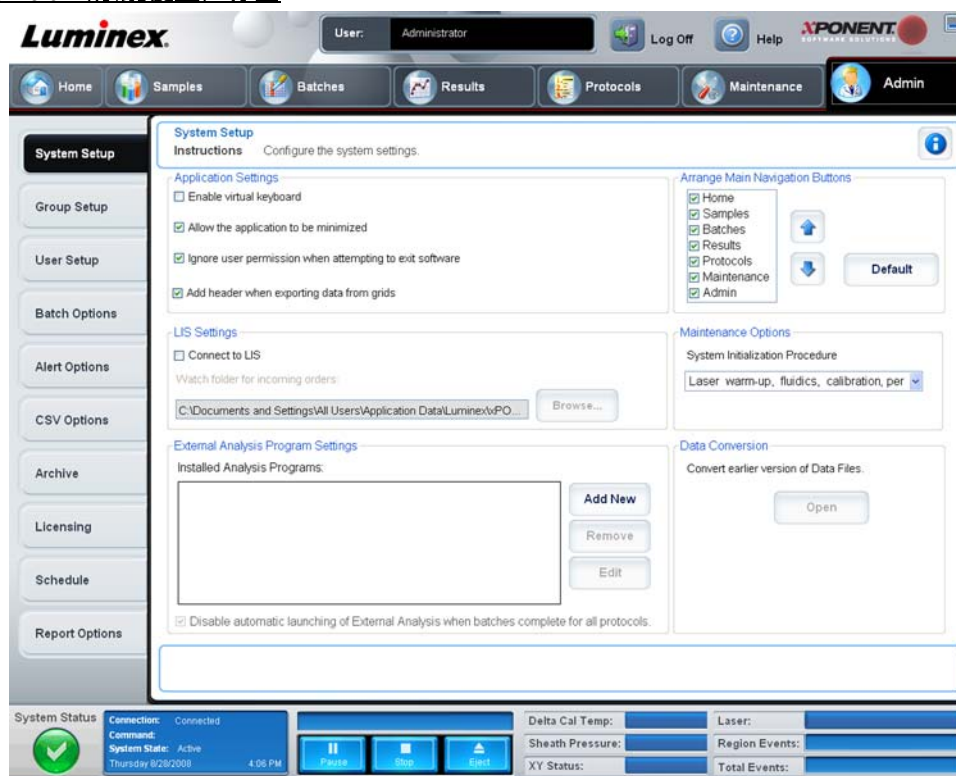 Luminex.
User: Administrator
Log Off
Help
XPONENT
SOFTWARE SOLUTIONS
Home
Samples
Batches
Results
Protocols
Maintenance
Admin
System Setup
Group Setup
User Setup
Batch Options
Alert Options
CSV Options
Archive
Licensing
Schedule
Report Options
System Setup
Instructions Configure the system settings.
Application Settings
Enable virtual keyboard
Allow the application to be minimized
Ignore user permission when attempting to exit software
Add header when exporting data from grids
Arrange Main Navigation Buttons
Home
Samples
Batches
Results
Protocols
Maintenance
Admin
Default
LIS Settings
Connect to LIS
Watch folder for incoming orders:
C:\Documents and Settings\All Users\Application Data\Luminex\xPO...
Browse...
Maintenance Options
System Initialization Procedure
Laser warm-up, fluidics, calibration, per
External Analysis Program Settings
Installed Analysis Programs:
Add New
Remove
Edit
Disable automatic launching of External Analysis when batches complete for all protocols.
Data Conversion
Convert earlier version of Data Files.
Open
System Status
Connection: Connected
Command:
System State: Active
Thursday 8/28/2008 4:06 PM
Pause
Stop
Eject
Delta Cal Temp:
Sheath Pressure:
XY Status:
Laser:
Region Events:
Total Events: